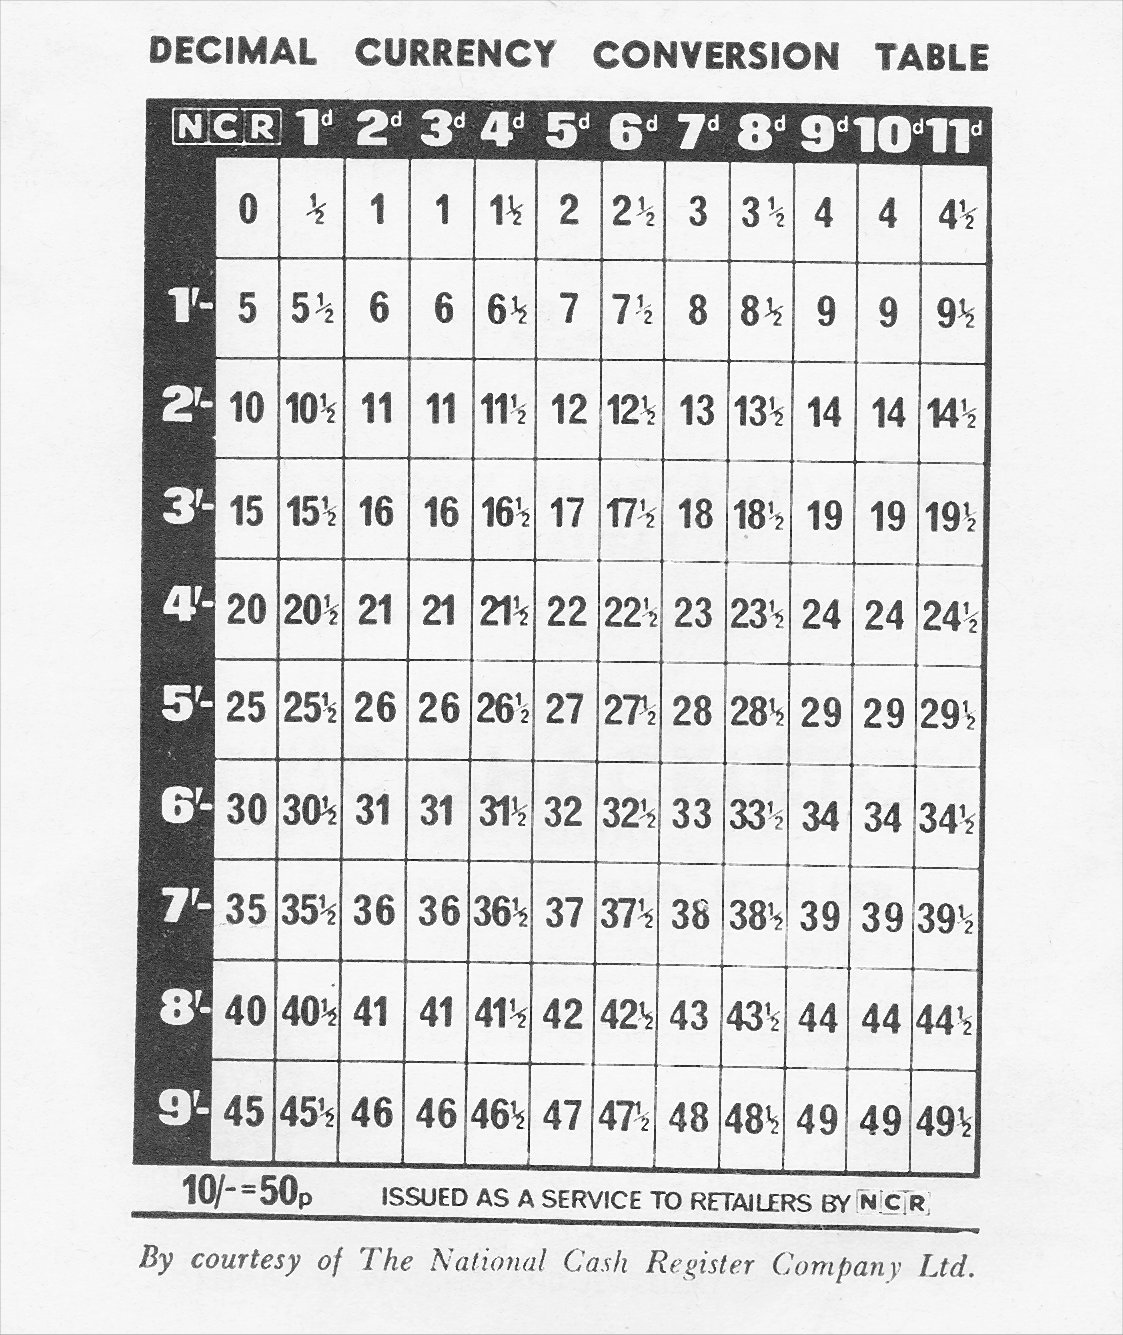 DECIMAL CURRENCY CONVERSION TABLE
NCR 1d 2d 3d 4d 5d 6d 7d 8d 9d 10d 11d
0 ½ 1 1 1½ 2 2½ 3 3½ 4 4 4½
1/- 5 5½ 6 6 6½ 7 7½ 8 8½ 9 9 9½
2/- 10 10½ 11 11 11½ 12 12½ 13 13½ 14 14 14½
3/- 15 15½ 16 16 16½ 17 17½ 18 18½ 19 19 19½
4/- 20 20½ 21 21 21½ 22 22½ 23 23½ 24 24 24½
5/- 25 25½ 26 26 26½ 27 27½ 28 28½ 29 29 29½
6/- 30 30½ 31 31 31½ 32 32½ 33 33½ 34 34 34½
7/- 35 35½ 36 36 36½ 37 37½ 38 38½ 39 39 39½
8/- 40 40½ 41 41 41½ 42 42½ 43 43½ 44 44 44½
9/- 45 45½ 46 46 46½ 47 47½ 48 48½ 49 49 49½
10/-=50p ISSUED AS A SERVICE TO RETAILERS BY NCR
By courtesy of The National Cash Register Company Ltd.